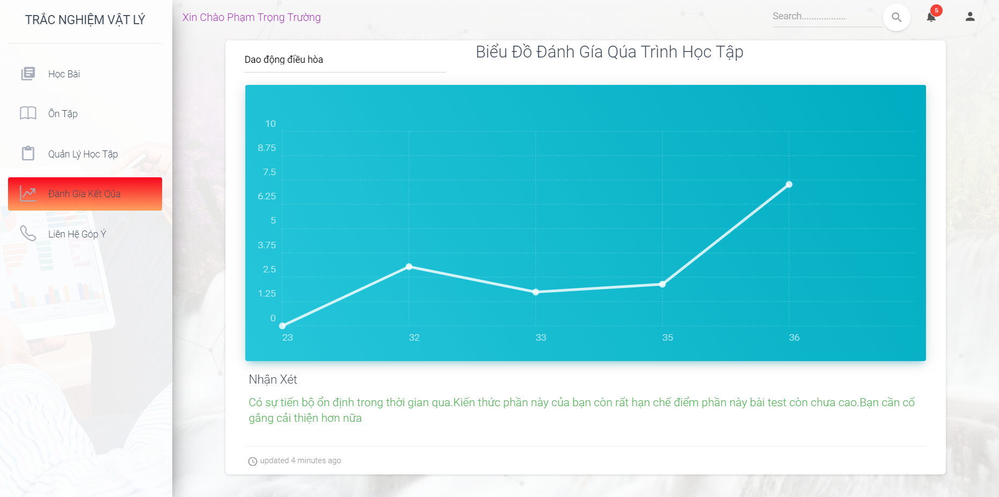 TRẮC NGHIỆM VẬT LÝ
Học Bài
Ôn Tập
Quản Lý Học Tập
Đánh Gía Kết Qủa
Liên Hệ Góp Ý
Xin Chào Phạm Trọng Trường
Search..................
5
Dao động điều hòa
Biểu Đồ Đánh Gía Qúa Trình Học Tập
10
8.75
7.5
6.25
5
3.75
2.5
1.25
0
23 32 33 35 36
Nhận Xét
Có sự tiến bộ ổn định trong thời gian qua.Kiến thức phần này của bạn còn rất hạn chế điểm phần này bài test còn chưa cao.Bạn cần cố
gắng cải thiện hơn nữa
updated 4 minutes ago